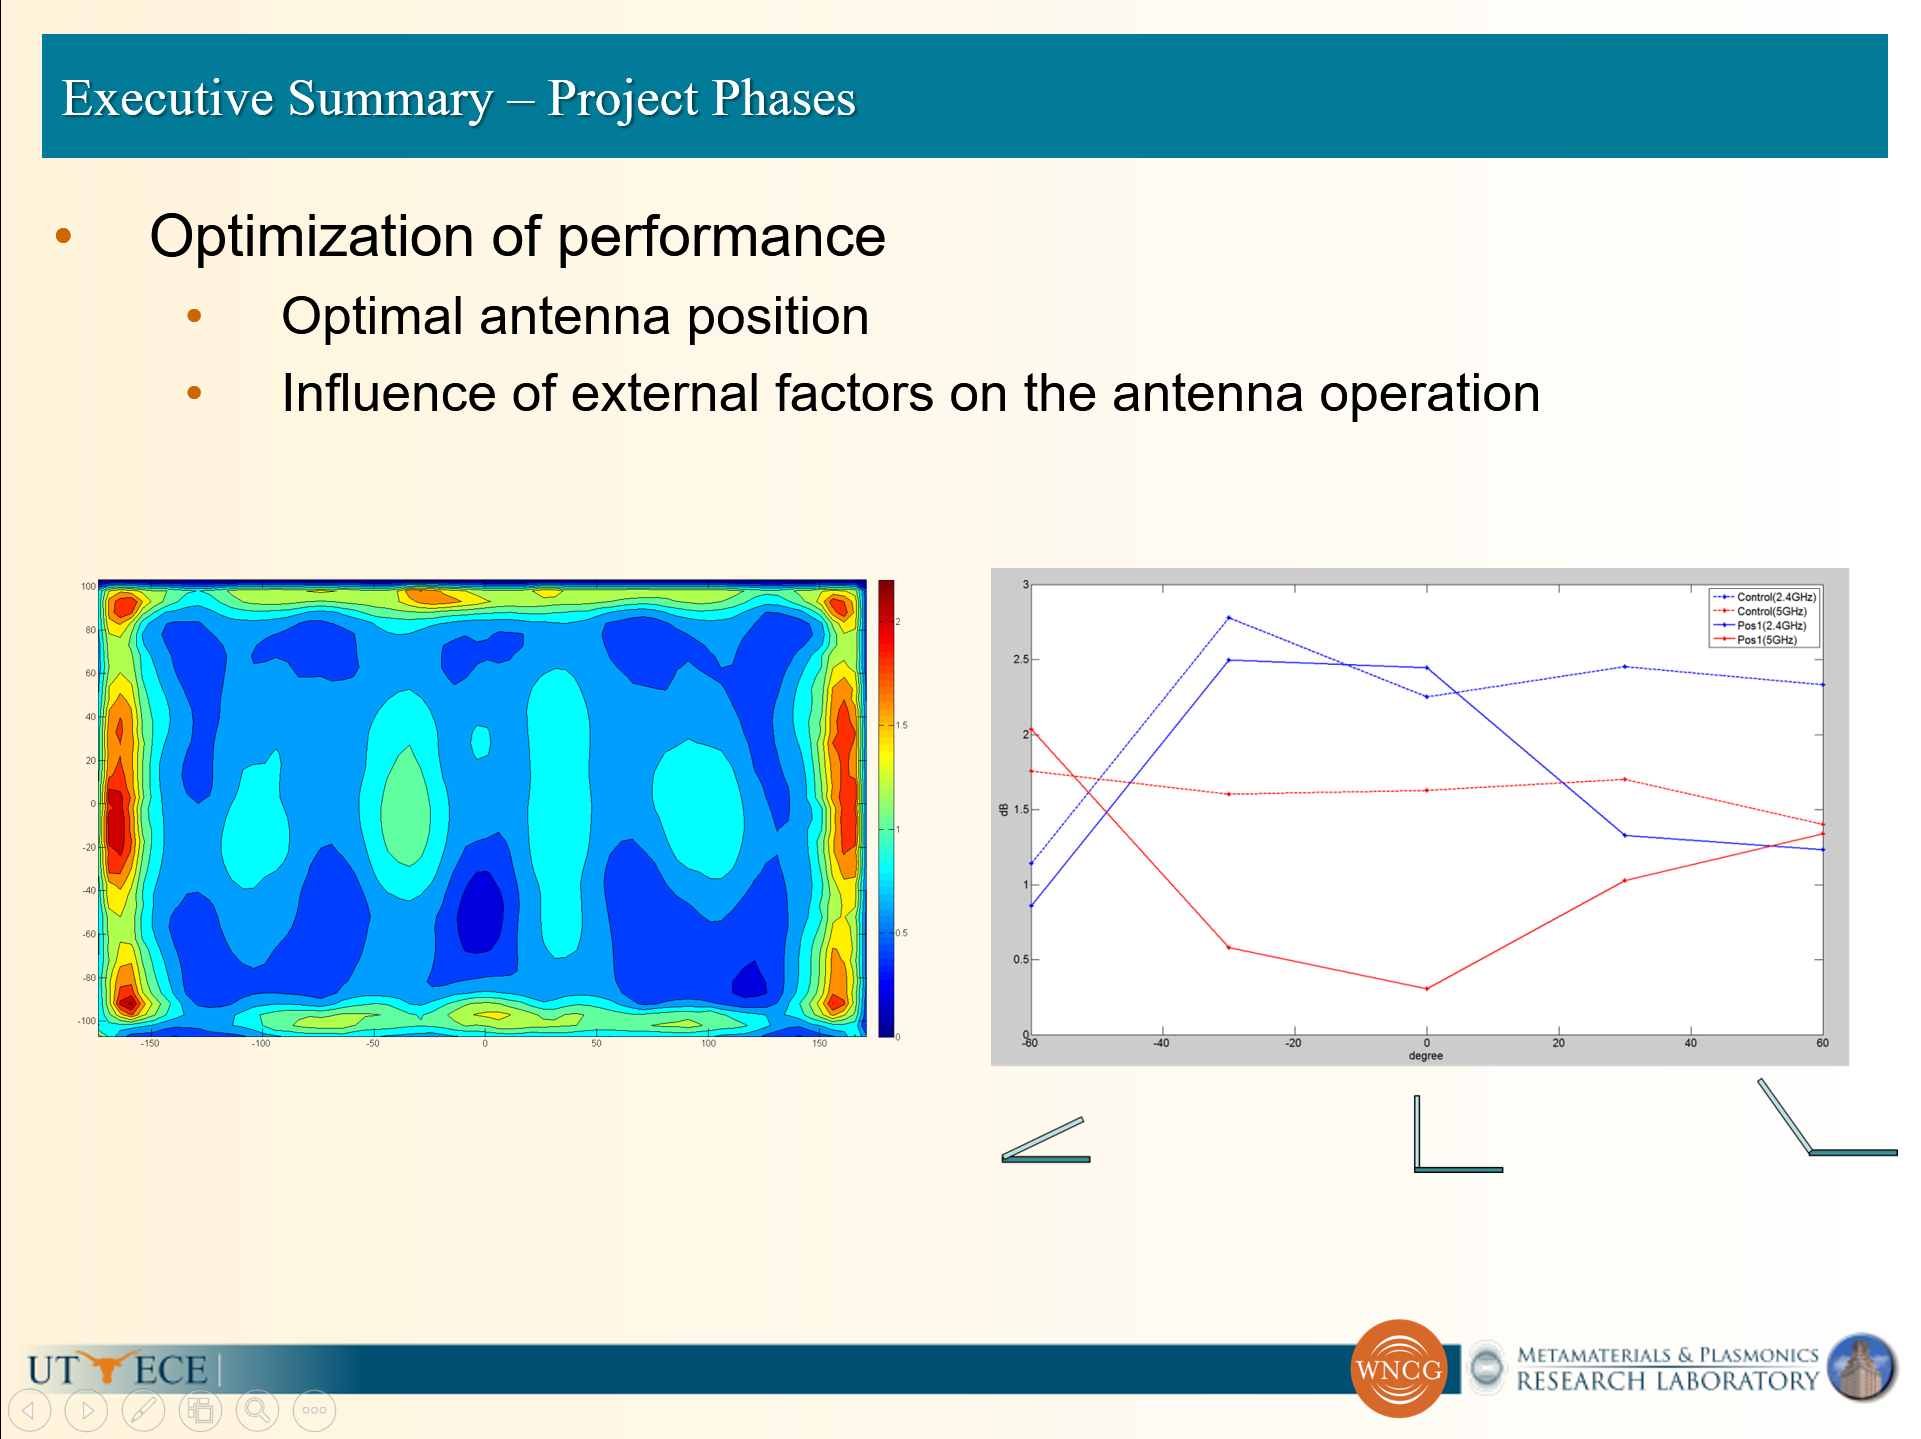 Executive Summary – Project Phases
• Optimization of performance
• Optimal antenna position
• Influence of external factors on the antenna operation
100
80
60
40
20
0
-20
-40
-60
-80
-100
-150
-100
-50
0
50
100
150
2
1.5
1
0.5
0
3
2.5
2
1.5
1
0.5
0
dB
-60
-40
-20
0
20
40
60
degree
Control(2.4GHz)
Control(5GHz)
Pos1(2.4GHz)
Pos1(5GHz)
UT ECE
WNCG
METAMATERIALS & PLASMONICS
RESEARCH LABORATORY